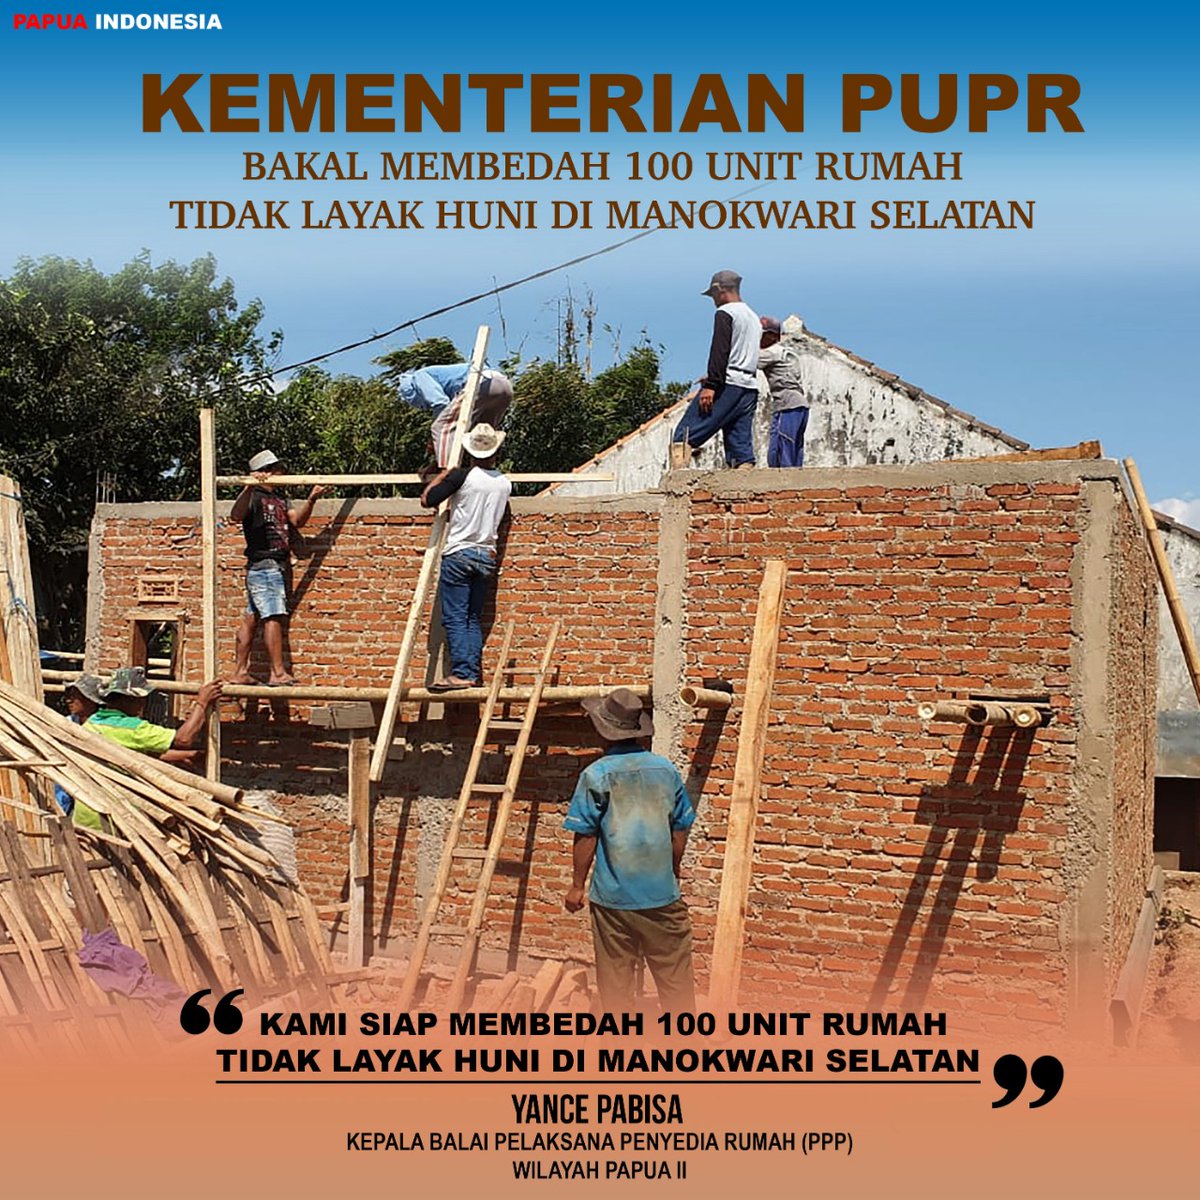 PAPUA INDONESIA
KEMENTERIAN PUPR
BAKAL MEMBEDAH 100 UNIT RUMAH
TIDAK LAYAK HUNI DI MANOKWARI SELATAN
“ KAMI SIAP MEMBEDAH 100 UNIT RUMAH
TIDAK LAYAK HUNI DI MANOKWARI SELATAN ”
YANCE PABISA
KEPALA BALAI PELAKSANA PENYEDIA RUMAH (PPP)
WILAYAH PAPUA II